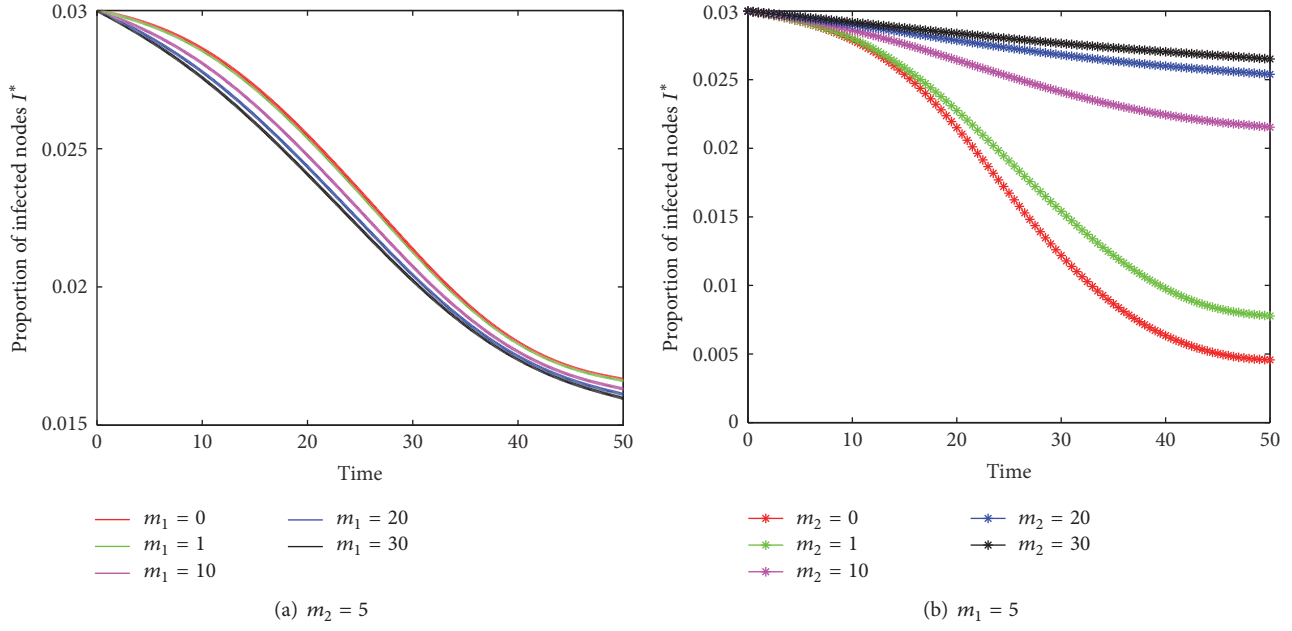 0.03
0.025
0.02
0.015
0
10
20
30
40
50
Proportion of infected nodes I*
Time
m₁ = 0
m₁ = 1
m₁ = 10
m₁ = 20
m₁ = 30
(a) m₂ = 5
0.03
0.025
0.02
0.015
0.01
0.005
0
0
10
20
30
40
50
Proportion of infected nodes I*
Time
m₂ = 0
m₂ = 1
m₂ = 10
m₂ = 20
m₂ = 30
(b) m₁ = 5